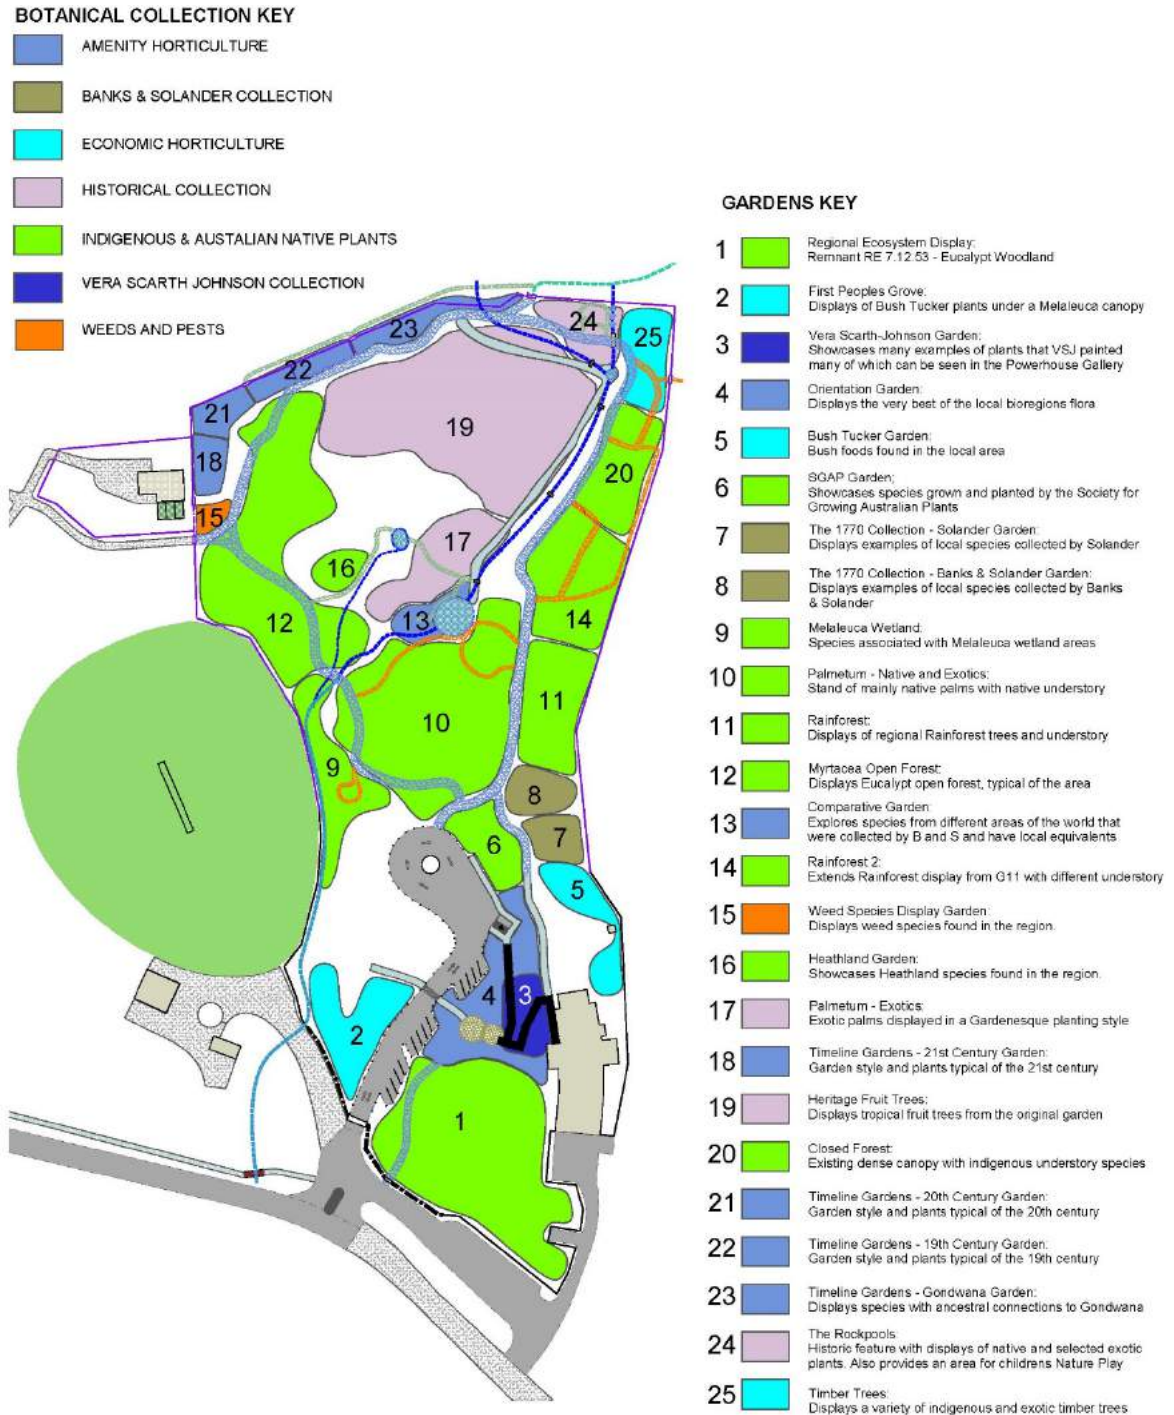 BOTANICAL COLLECTION KEY
AMENITY HORTICULTURE
BANKS & SOLANDER COLLECTION
ECONOMIC HORTICULTURE
HISTORICAL COLLECTION
INDIGENOUS & AUSTALIAN NATIVE PLANTS
VERA SCARTH JOHNSON COLLECTION
WEEDS AND PESTS
24
23
25
22
21
19
18
20
15
17
16
12
13
14
11
10
9
8
7
6
5
4
3
2
1
GARDENS KEY
1 Regional Ecosystem Display:
Remnant RE 7.12.53 - Eucalypt Woodland
2 First Peoples Grove:
Displays of Bush Tucker plants under a Melaleuca canopy
3 Vera Scarth-Johnson Garden:
Showcases many examples of plants that VSJ painted
many of which can be seen in the Powerhouse Gallery
4 Orientation Garden:
Displays the very best of the local bioregions flora
5 Bush Tucker Garden:
Bush foods found in the local area
6 SGAP Garden;
Showcases species grown and planted by the Society for
Growing Australian Plants
7 The 1770 Collection - Solander Garden:
Displays examples of local species collected by Solander
8 The 1770 Collection - Banks & Solander Garden:
Displays examples of local species collected by Banks
& Solander
9 Melaleuca Wetland:
Species associated with Melaleuca wetland areas
10 Palmetum - Native and Exotics:
Stand of mainly native palms with native understory
11 Rainforest:
Displays of regional Rainforest trees and understory
12 Myrtacea Open Forest:
Displays Eucalypt open forest, typical of the area
13 Comparative Garden:
Explores species from different areas of the world that
were collected by B and S and have local equivalents
14 Rainforest 2:
Extends Rainforest display from G11 with different understory
15 Weed Species Display Garden:
Displays weed species found in the region.
16 Heathland Garden:
Showcases Heathland species found in the region.
17 Palmetum - Exotics:
Exotic palms displayed in a Gardenesque planting style
18 Timeline Gardens - 21st Century Garden:
Garden style and plants typical of the 21st century
19 Heritage Fruit Trees:
Displays tropical fruit trees from the original garden
20 Closed Forest:
Existing dense canopy with indigenous understory species
21 Timeline Gardens - 20th Century Garden:
Garden style and plants typical of the 20th century
22 Timeline Gardens - 19th Century Garden:
Garden style and plants typical of the 19th century
23 Timeline Gardens - Gondwana Garden:
Displays species with ancestral connections to Gondwana
24 The Rockpools:
Historic feature with displays of native and selected exotic
plants. Also provides an area for childrens Nature Play
25 Timber Trees:
Displays a variety of indigenous and exotic timber trees